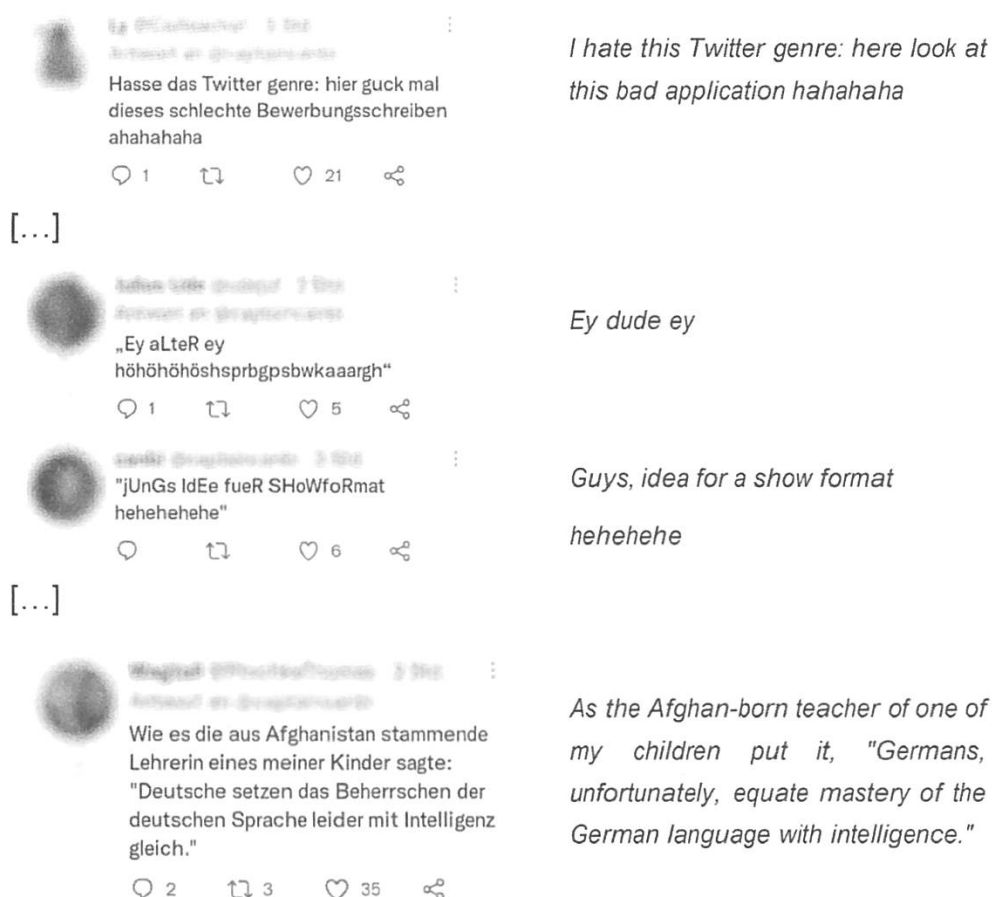 Hasse das Twitter genre: hier guck mal
dieses schlechte Bewerbungsschreiben
ahahahaha
1 21
I hate this Twitter genre: here look at
this bad application hahahaha
[...]
„Ey aLteR ey
höhöhöhöshsprbgpsbwkaaargh“
1 5
Ey dude ey
"jUnGs IdEe fueR SHoWfoRmat
hehehehehe"
6
Guys, idea for a show format
hehehehe
[...]
Wie es die aus Afghanistan stammende
Lehrerin eines meiner Kinder sagte:
"Deutsche setzen das Beherrschen der
deutschen Sprache leider mit Intelligenz
gleich."
2 3 35
As the Afghan-born teacher of one of
my children put it, "Germans,
unfortunately, equate mastery of the
German language with intelligence."